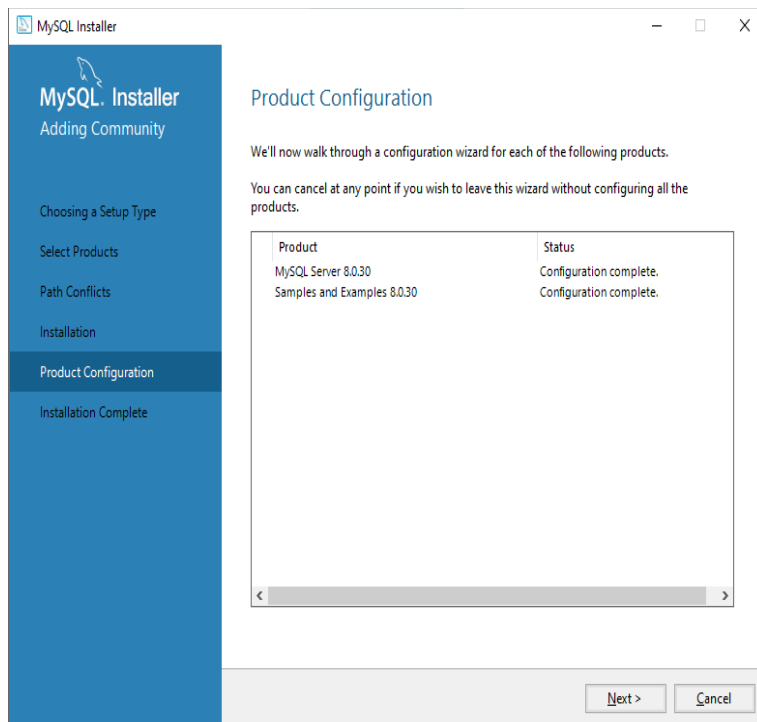 MySQL Installer
MySQL. Installer
Adding Community
Choosing a Setup Type
Select Products
Path Conflicts
Installation
Product Configuration
Installation Complete
Product Configuration
We'll now walk through a configuration wizard for each of the following products.
You can cancel at any point if you wish to leave this wizard without configuring all the
products.
Product Status
MySQL Server 8.0.30 Configuration complete.
Samples and Examples 8.0.30 Configuration complete.
Next > Cancel